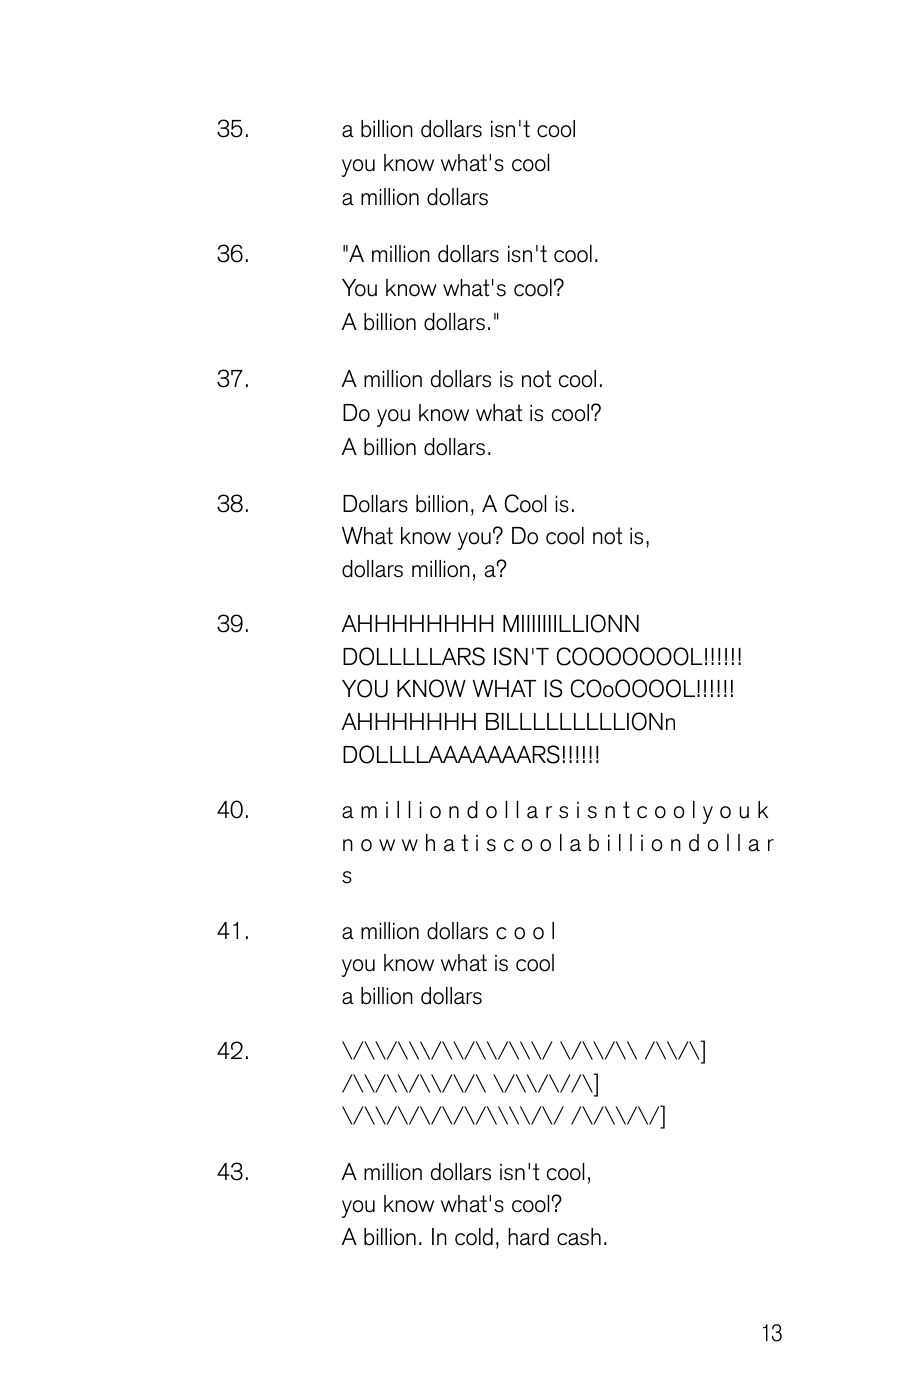 35. a billion dollars isn't cool
you know what's cool
a million dollars
36. "A million dollars isn't cool.
You know what's cool?
A billion dollars."
37. A million dollars is not cool.
Do you know what is cool?
A billion dollars.
38. Dollars billion, A Cool is.
What know you? Do cool not is,
dollars million, a?
39. AHHHHHHHH MIIIIIIILLIONN
DOLLLLLARS ISN'T COOOOOOOL!!!!!!
YOU KNOW WHAT IS COoOOOOL!!!!!!
AHHHHHHH BILLLLLLLLLIONn
DOLLLLAAAAAAARS!!!!!!
40. a m i l l i o n d o l l a r s i s n t c o o l y o u k
n o w w h a t i s c o o l a b i l l i o n d o l l a r
s
41. a million dollars c o o l
you know what is cool
a billion dollars
42. \/\\/\\\/\\/\\/\\\/ \/\\/\\ /\\/\]
/\\/\\/\\/\/\ \/\\/\//\]
\/\\/\/\/\/\/\\\\/\/ /\/\\/\/]
43. A million dollars isn't cool,
you know what's cool?
A billion. In cold, hard cash.
13